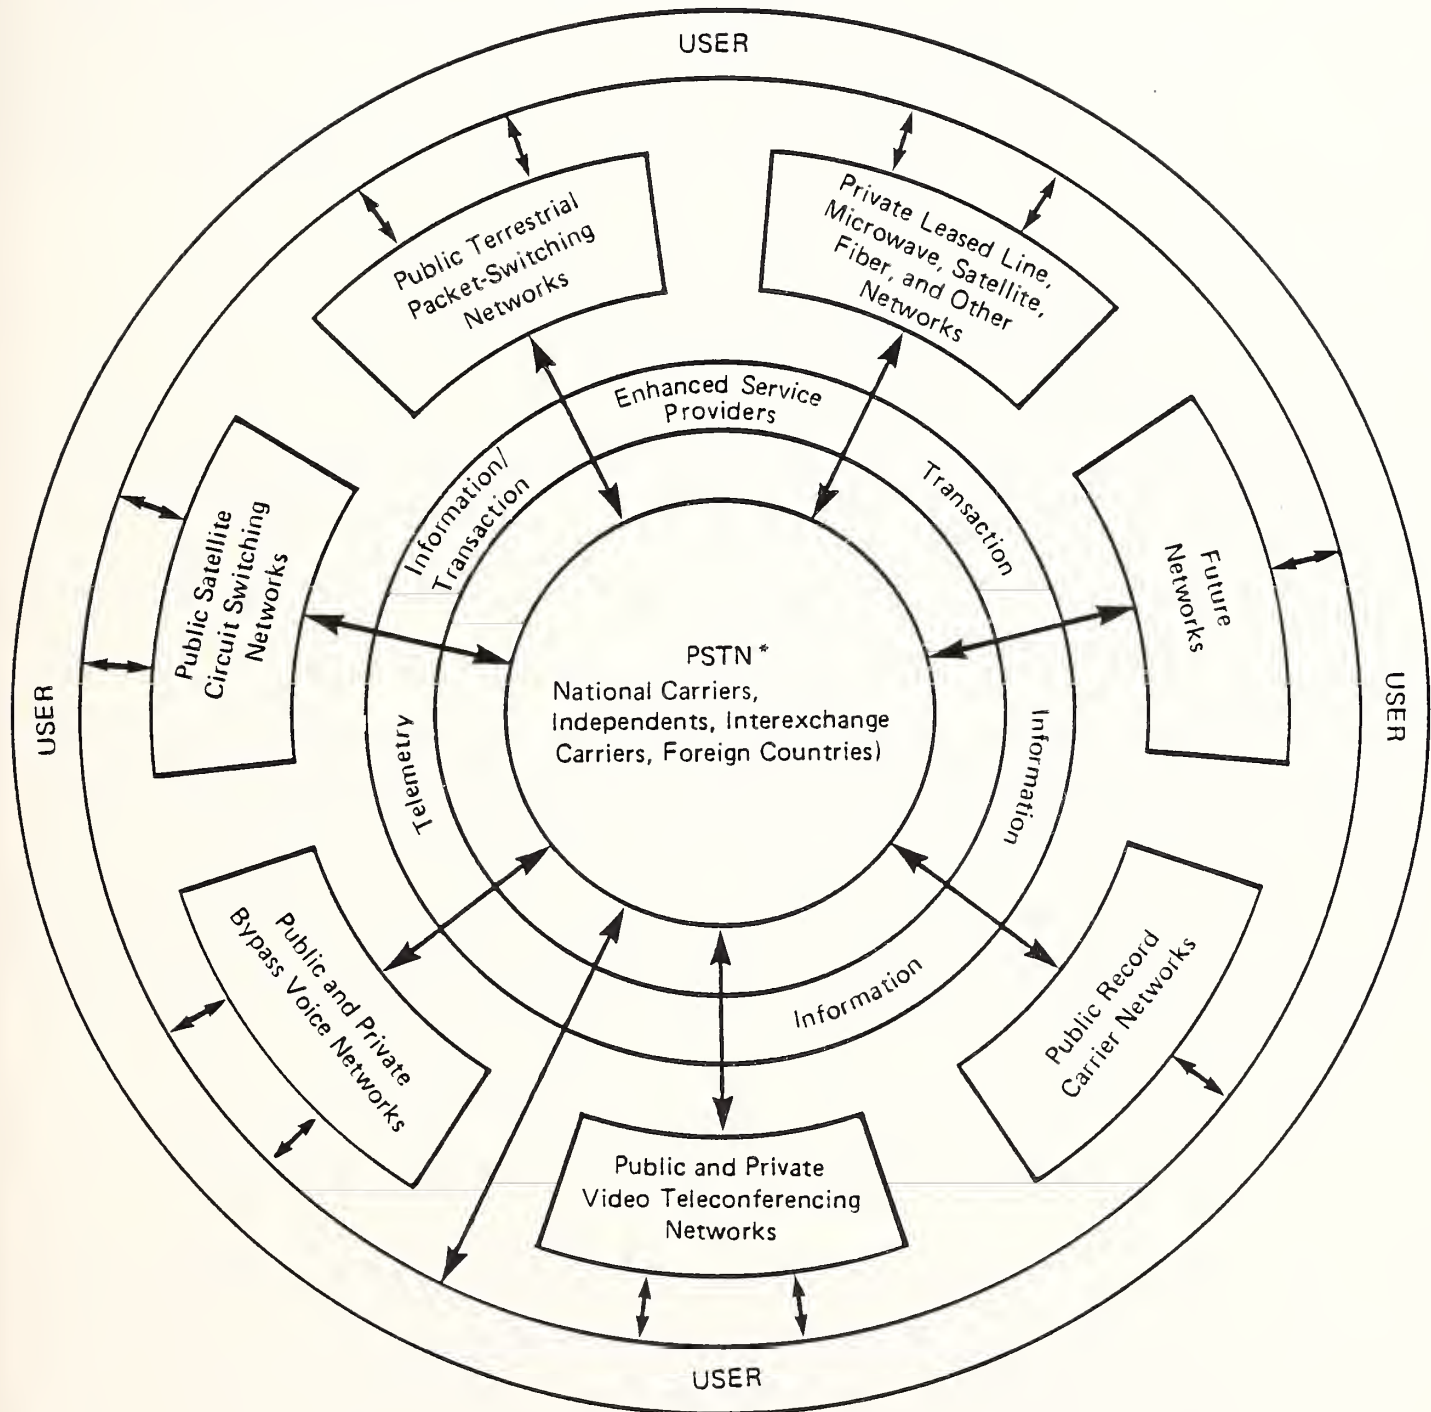 USER
Public Terrestrial
Packet-Switching
Networks
Private Leased Line,
Microwave, Satellite,
Fiber, and Other
Networks
Enhanced Service
Providers
Information/
Transaction
Transaction
Public Satellite
Circuit Switching
Networks
Future
Networks
PSTN*
National Carriers,
Independents, Interexchange
Carriers, Foreign Countries)
USER
USER
Telemetry
Information
Public and Private
Bypass Voice Networks
Information
Public Record
Carrier Networks
Public and Private
Video Teleconferencing
Networks
USER